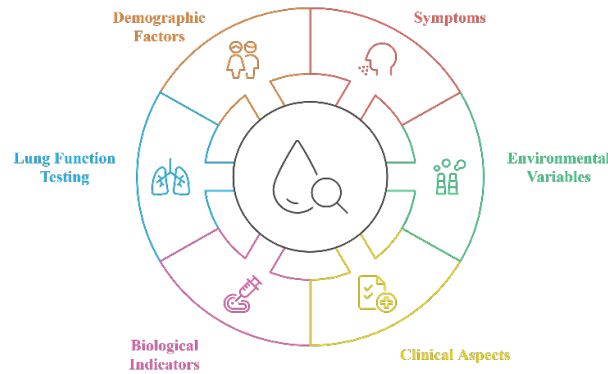 Demographic
Factors
Symptoms
Lung Function
Testing
Environmental
Variables
Biological
Indicators
Clinical Aspects